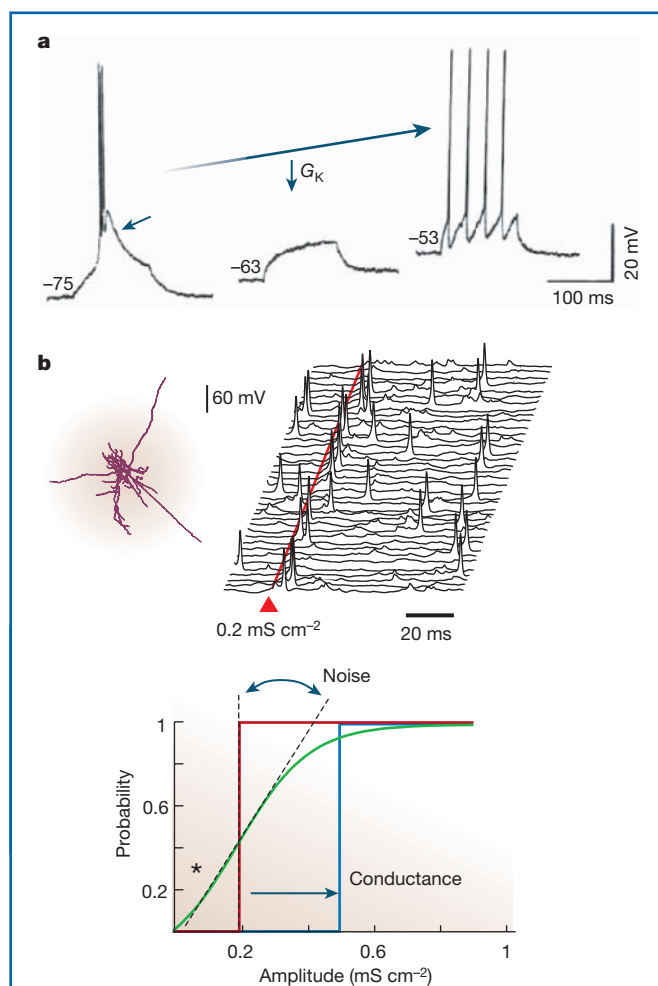 a
G_K
−75
−63
−53
20 mV
100 ms
b
60 mV
0.2 mS cm⁻²
20 ms
Noise
1
0.6
0.2
Probability
*
Conductance
0.2
0.6
1
Amplitude (mS cm⁻²)